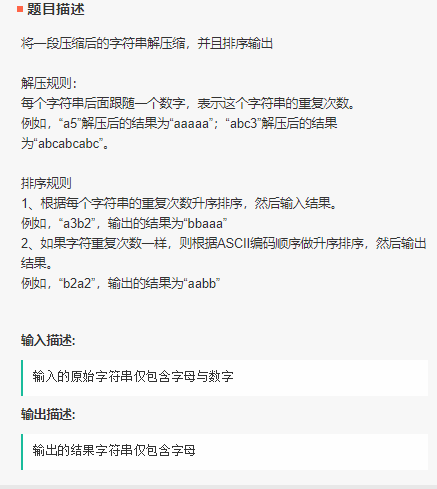 题目描述
将一段压缩后的字符串解压缩，并且排序输出
解压规则：
每个字符串后面跟随一个数字，表示这个字符串的重复次数。
例如，“a5”解压后的结果为“aaaaa”；“abc3”解压后的结果
为“abcabcabc”。
排序规则
1、根据每个字符串的重复次数升序排序，然后输入结果。
例如，“a3b2”，输出的结果为“bbaaa”
2、如果字符重复次数一样，则根据ASCII编码顺序做升序排序，然后输出
结果。
例如，“b2a2”，输出的结果为“aabb”
输入描述:
输入的原始字符串仅包含字母与数字
输出描述:
输出的结果字符串仅包含字母